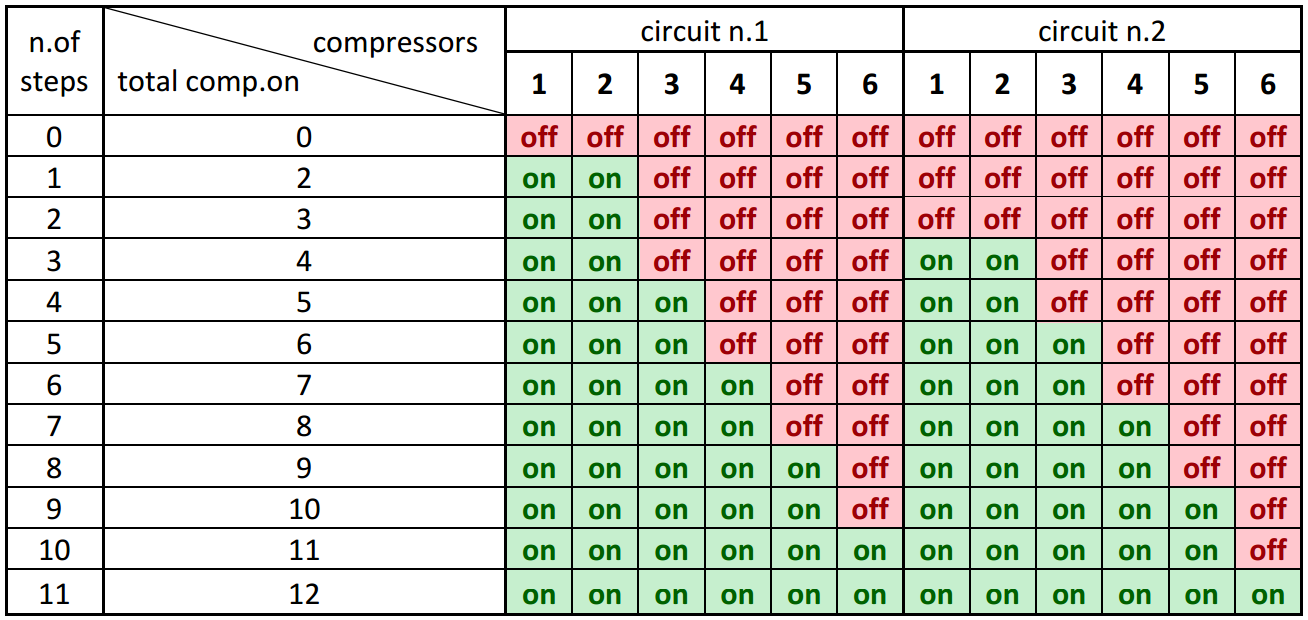 n.of steps compressors total comp.on circuit n.1 circuit n.2
1 2 3 4 5 6 1 2 3 4 5 6
0 0 off off off off off off off off off off off off
1 2 on on off off off off off off off off off off
2 3 on on off off off off off off off off off off
3 4 on on off off off off on on off off off off
4 5 on on on off off off on on off off off off
5 6 on on on off off off on on on off off off
6 7 on on on on off off on on on off off off
7 8 on on on on off off on on on on off off
8 9 on on on on on off on on on on off off
9 10 on on on on on off on on on on on off
10 11 on on on on on on on on on on on off
11 12 on on on on on on on on on on on on